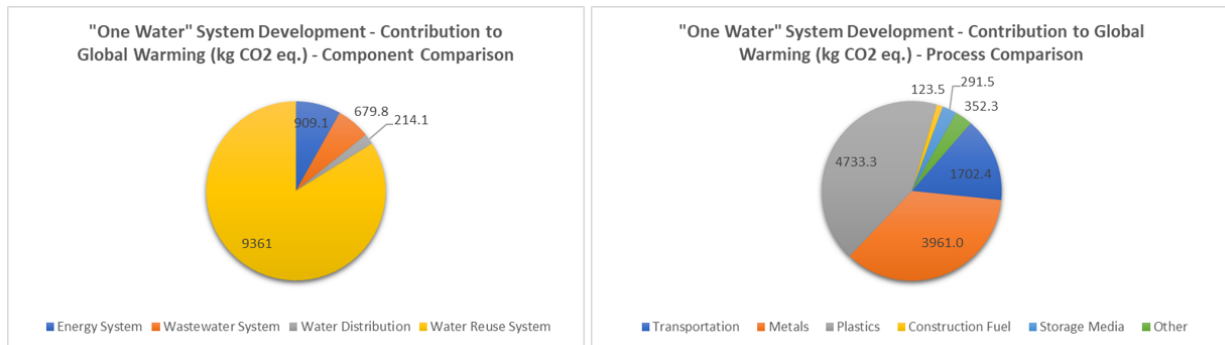 "One Water" System Development - Contribution to
Global Warming (kg CO2 eq.) - Component Comparison
909.1
679.8
214.1
9361
Energy System
Wastewater System
Water Distribution
Water Reuse System
"One Water" System Development - Contribution to Global
Warming (kg CO2 eq.) - Process Comparison
123.5
291.5
352.3
4733.3
1702.4
3961.0
Transportation
Metals
Plastics
Construction Fuel
Storage Media
Other